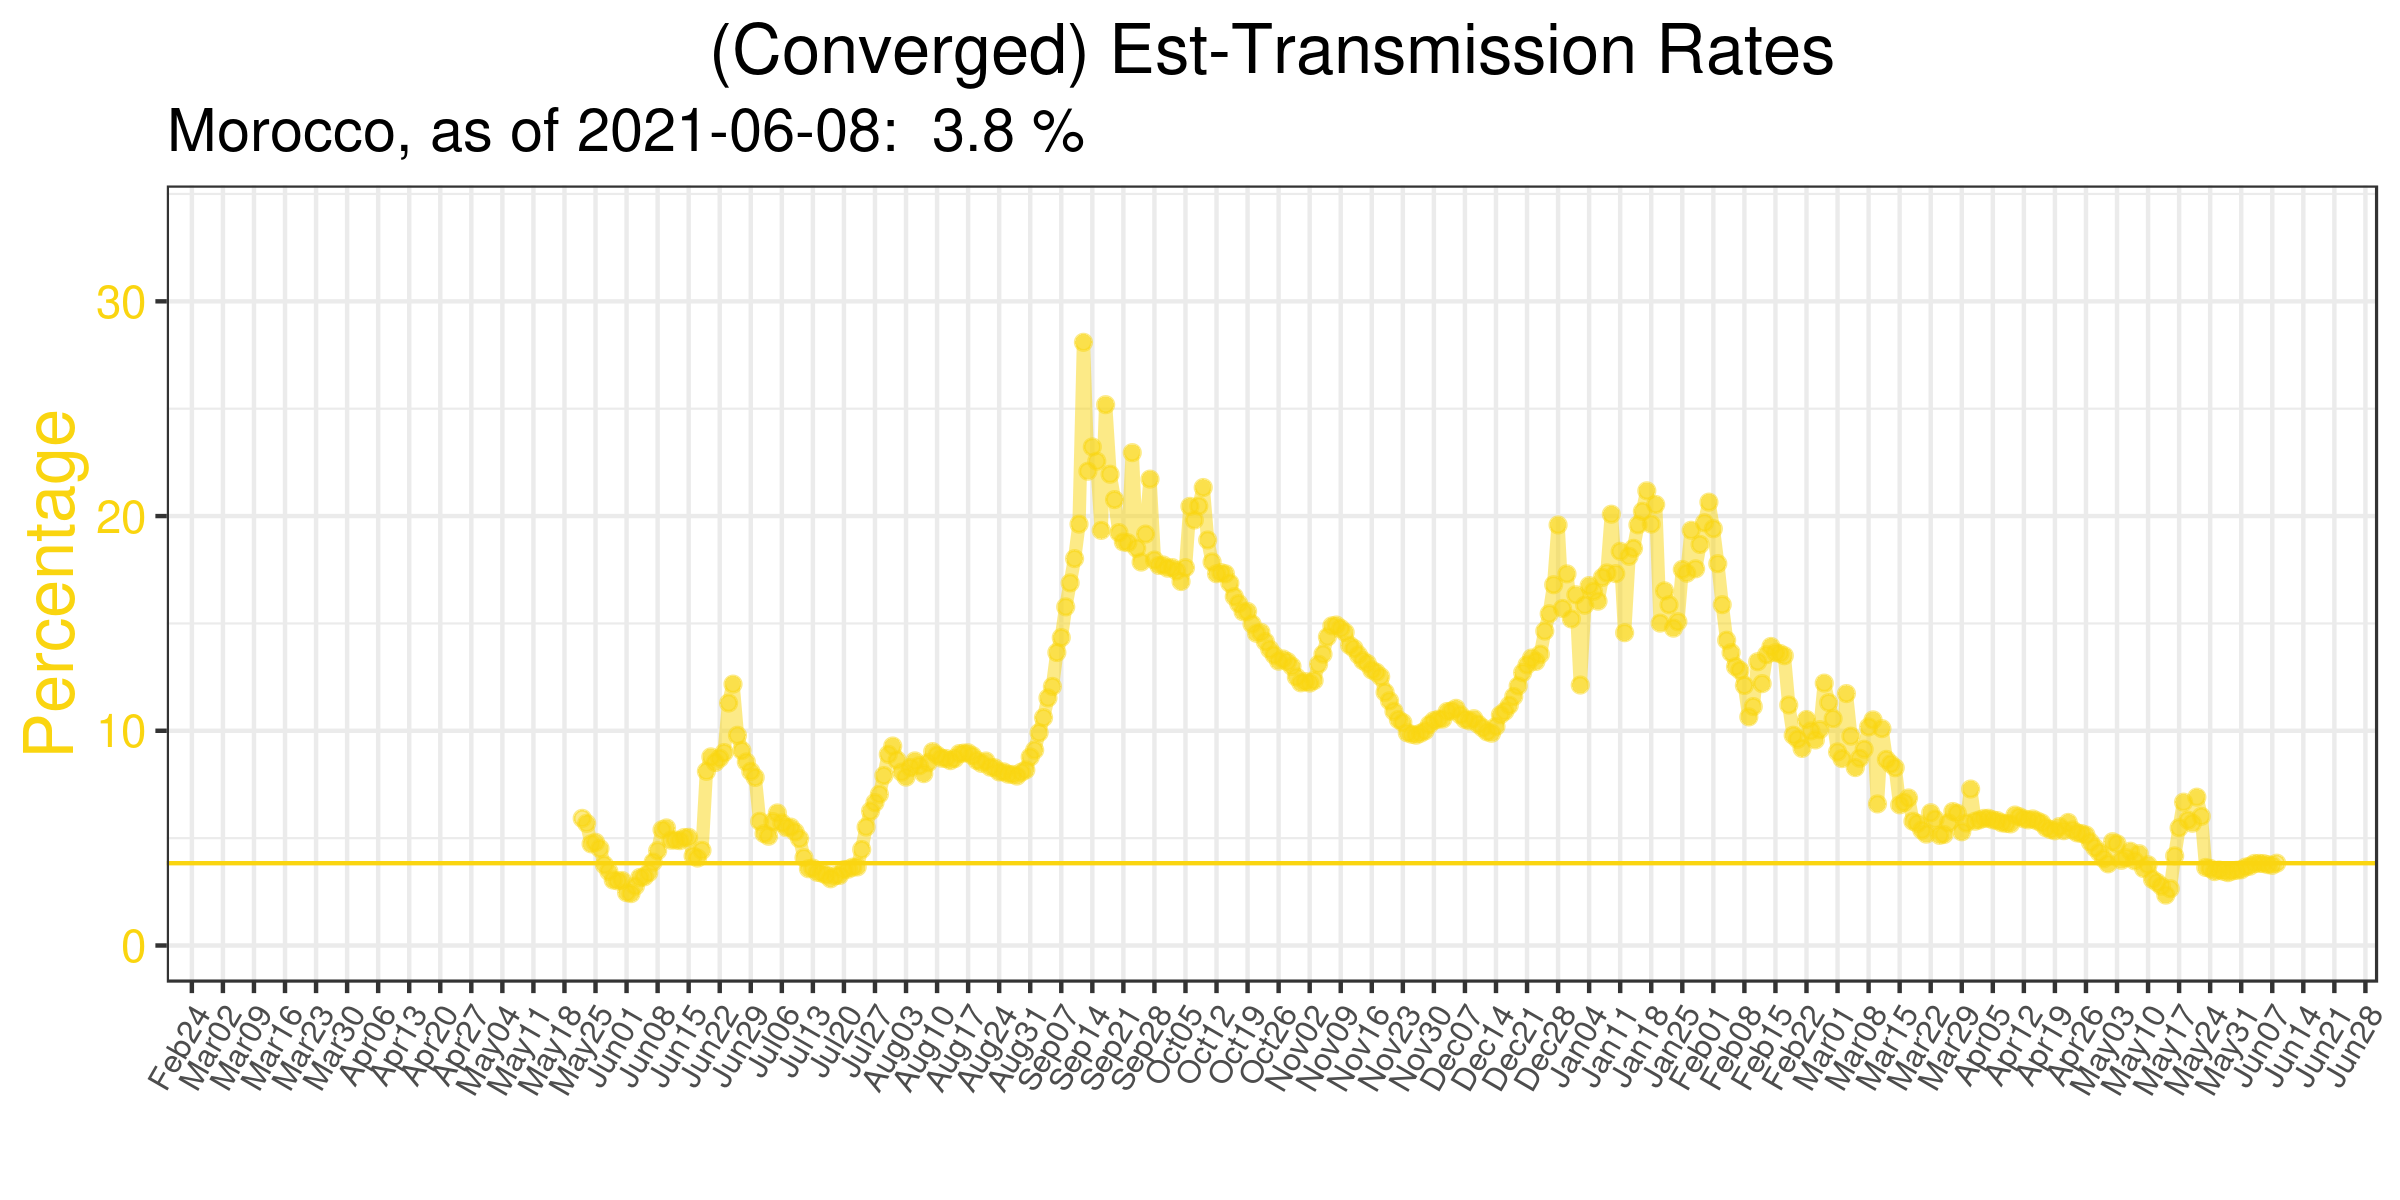 (Converged) Est-Transmission Rates
Morocco, as of 2021-06-08:  3.8 %
Percentage
30
20
10
0
Feb24
Mar02
Mar09
Mar16
Mar23
Mar30
Apr06
Apr13
Apr20
Apr27
May04
May11
May18
May25
Jun01
Jun08
Jun15
Jun22
Jun29
Jul06
Jul13
Jul20
Jul27
Aug03
Aug10
Aug17
Aug24
Aug31
Sep07
Sep14
Sep21
Sep28
Oct05
Oct12
Oct19
Oct26
Nov02
Nov09
Nov16
Nov23
Nov30
Dec07
Dec14
Dec21
Dec28
Jan04
Jan11
Jan18
Jan25
Feb01
Feb08
Feb15
Feb22
Mar01
Mar08
Mar15
Mar22
Mar29
Apr05
Apr12
Apr19
Apr26
May03
May10
May17
May24
May31
Jun07
Jun14
Jun21
Jun28